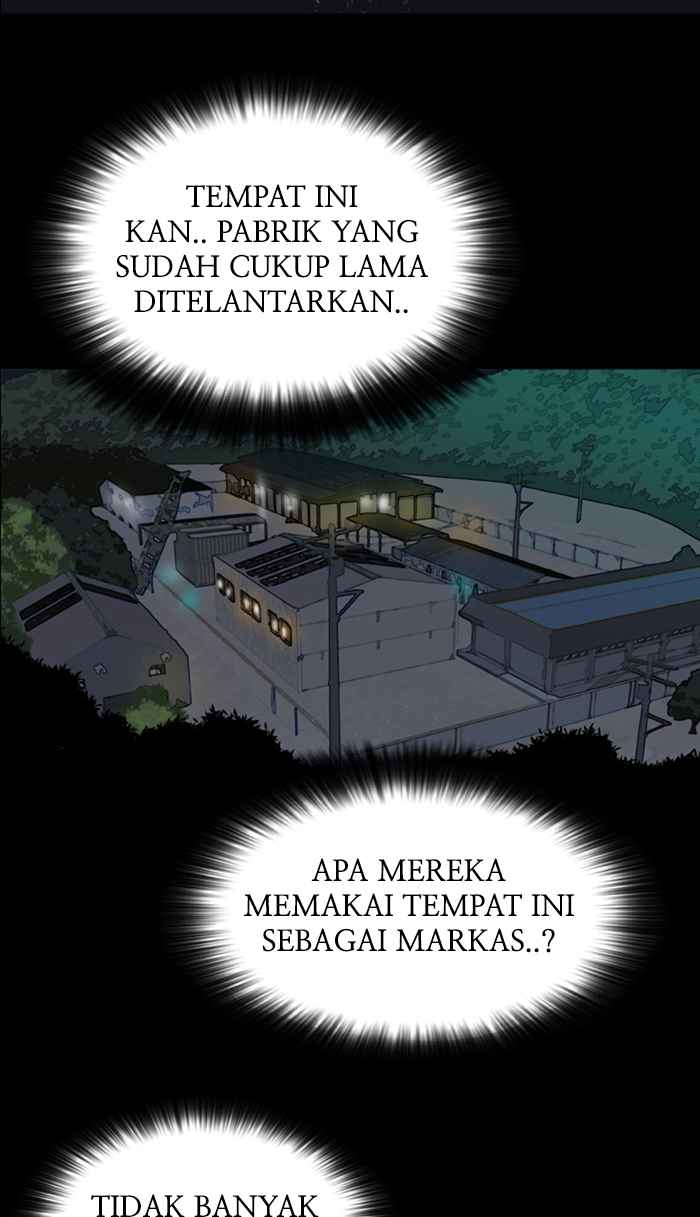 TEMPAT INI
KAN.. PABRIK YANG
SUDAH CUKUP LAMA
DITELANTARKAN..
APA MEREKA
MEMAKAI TEMPAT INI
SEBAGAI MARKAS..?
TIDAK BANYAK